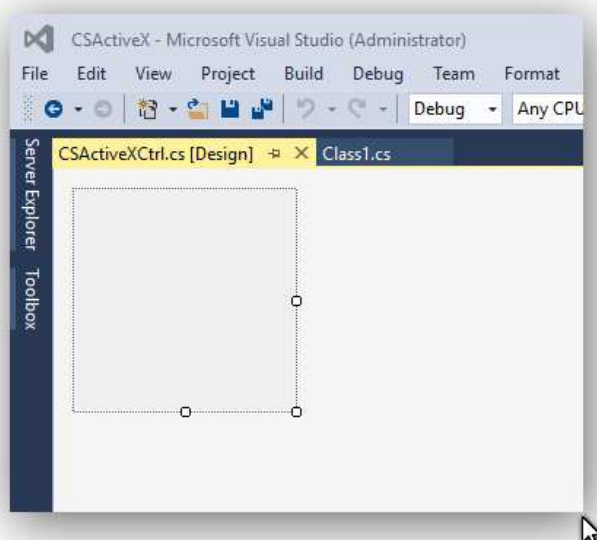 CSActiveX - Microsoft Visual Studio (Administrator)
File Edit View Project Build Debug Team Format
Debug Any CPU
CSActiveXCtrl.cs [Design] Class1.cs
Server Explorer
Toolbox